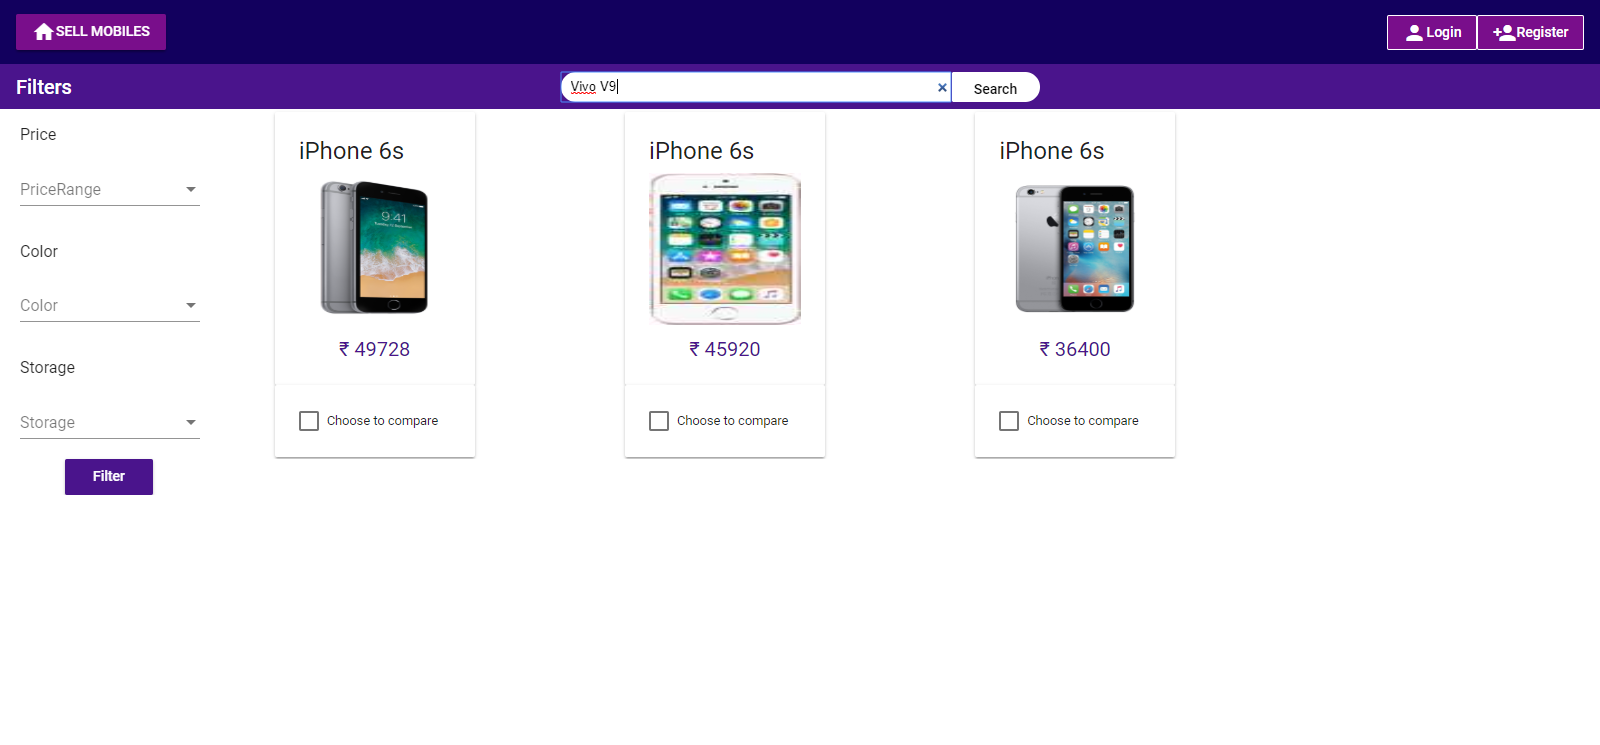 SELL MOBILES
Login
Register
Filters
Vivo V9
×
Search
Price
PriceRange
Color
Color
Storage
Storage
Filter
iPhone 6s
9:41
₹ 49728
Choose to compare
iPhone 6s
₹ 45920
Choose to compare
iPhone 6s
₹ 36400
Choose to compare